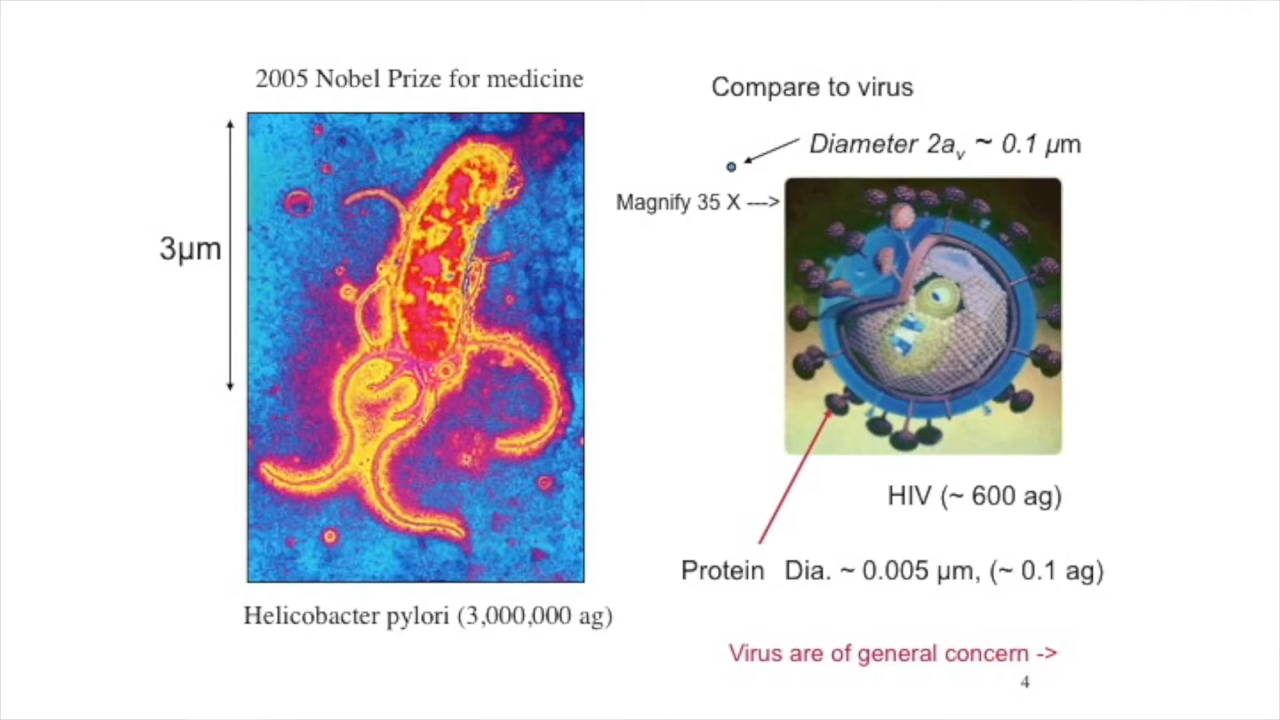 2005 Nobel Prize for medicine
3µm
Helicobacter pylori (3,000,000 ag)
Compare to virus
Diameter 2aᵥ ~ 0.1 µm
Magnify 35 X --->
HIV (~ 600 ag)
Protein Dia. ~ 0.005 µm, (~ 0.1 ag)
Virus are of general concern ->
4